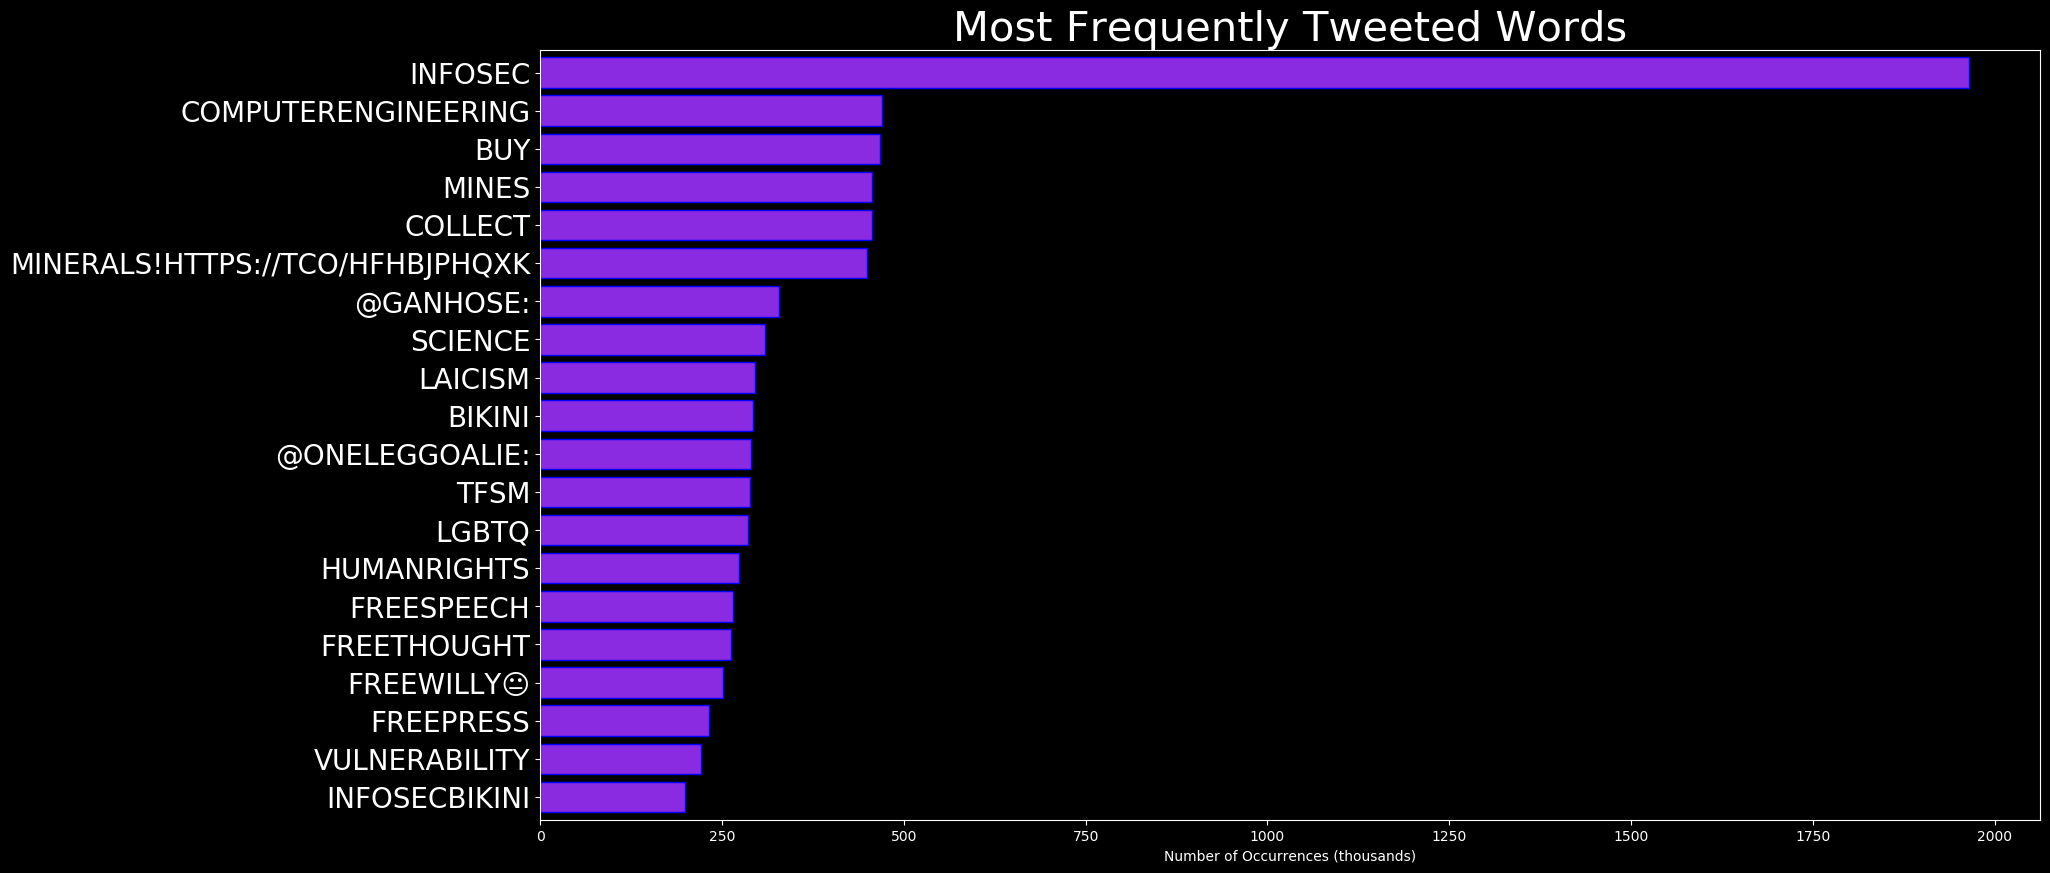 Most Frequently Tweeted Words
INFOSEC
COMPUTERENGINEERING
BUY
MINES
COLLECT
MINERALS!HTTPS://TCO/HFHBJPHQXK
@GANHOSE:
SCIENCE
LAICISM
BIKINI
@ONELEGGOALIE:
TFSM
LGBTQ
HUMANRIGHTS
FREESPEECH
FREETHOUGHT
FREEWILLY😐
FREEPRESS
VULNERABILITY
INFOSECBIKINI
0 250 500 750 1000 1250 1500 1750 2000
Number of Occurrences (thousands)